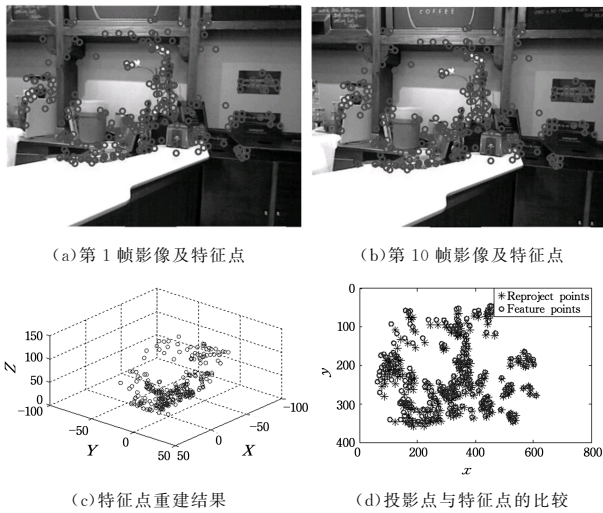 COFFEE
(a)第1帧影像及特征点
(b)第10帧影像及特征点
150
100
50
0
-100
-50
0
50
50
0
-50
-100
Z
Y
X
(c)特征点重建结果
0
100
200
300
400
0
200
400
600
800
y
x
Reproject points
Feature points
(d)投影点与特征点的比较